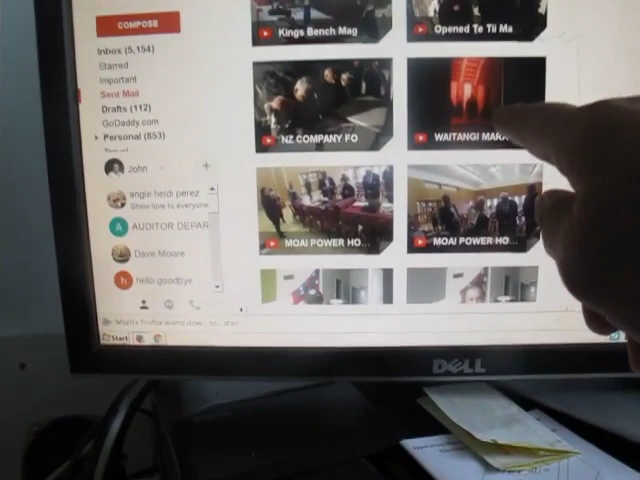 COMPOSE
Inbox (5,154)
Starred
Important
Sent Mail
Drafts (112)
GoDaddy.com
Personal (853)
John
+
angie heidi perez
Show love to everyone
A AUDITOR DEPAR
Dave Moore
h hello goodbye
Kings Bench Mag
Opened Te Tii Ma
NZ COMPANY FO
WAITANGI MARA
MOAI POWER HO...
MOAI POWER HO...
Start
DELL